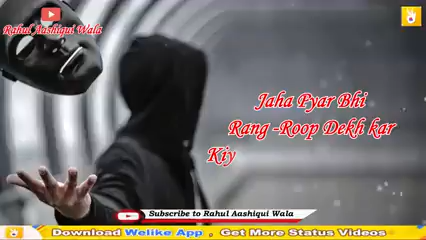 Rahul Aashiqui Wala
Jaha Pyar Bhi
Rang -Roop Dekh kar
Kiy
Subscribe to Rahul Aashiqui Wala
Download Welike App , Get More Status Videos